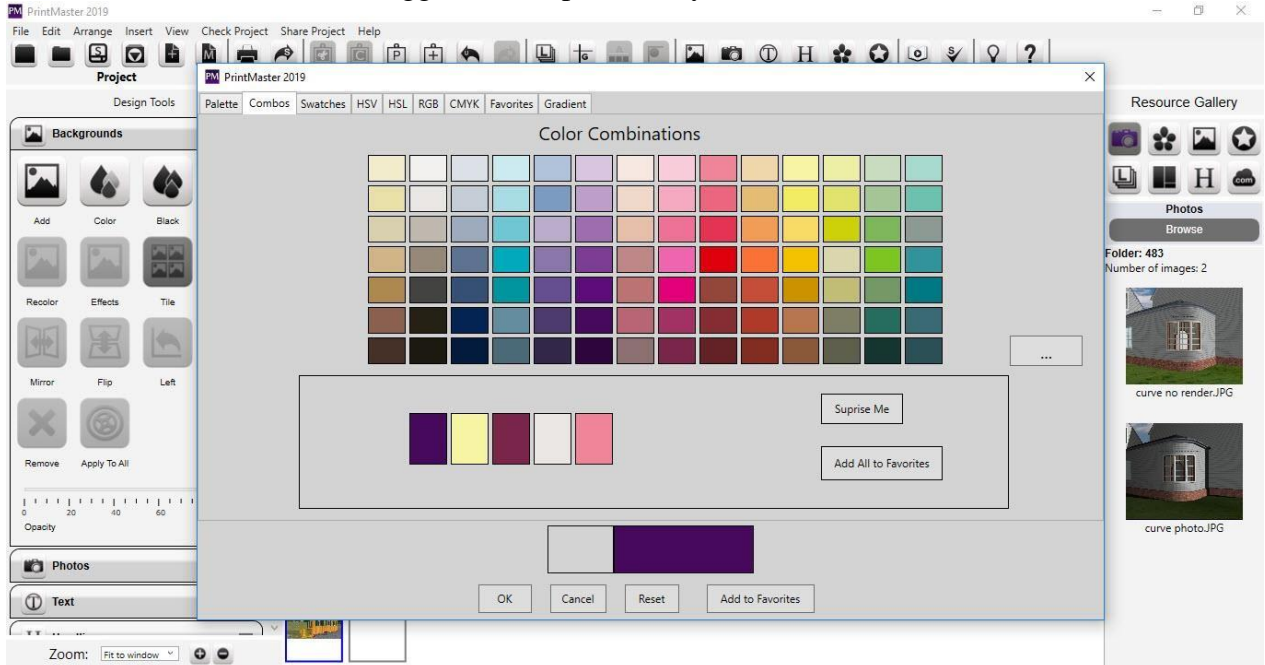 PM PrintMaster 2019
File Edit Arrange Insert View Check Project Share Project Help
Project
Design Tools
Backgrounds
Add Color Black
Recolor Effects Tile
Mirror Flip Left
Remove Apply To All
0 20 40 60
Opacity
Photos
Text
Zoom: Fit to window
PM PrintMaster 2019
Palette Combos Swatches HSV HSL RGB CMYK Favorites Gradient
Color Combinations
...
Suprise Me
Add All to Favorites
OK Cancel Reset Add to Favorites
Resource Gallery
Photos
Browse
Folder: 483
Number of images: 2
curve no render.JPG
curve photo.JPG